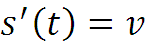 s′(t) = v